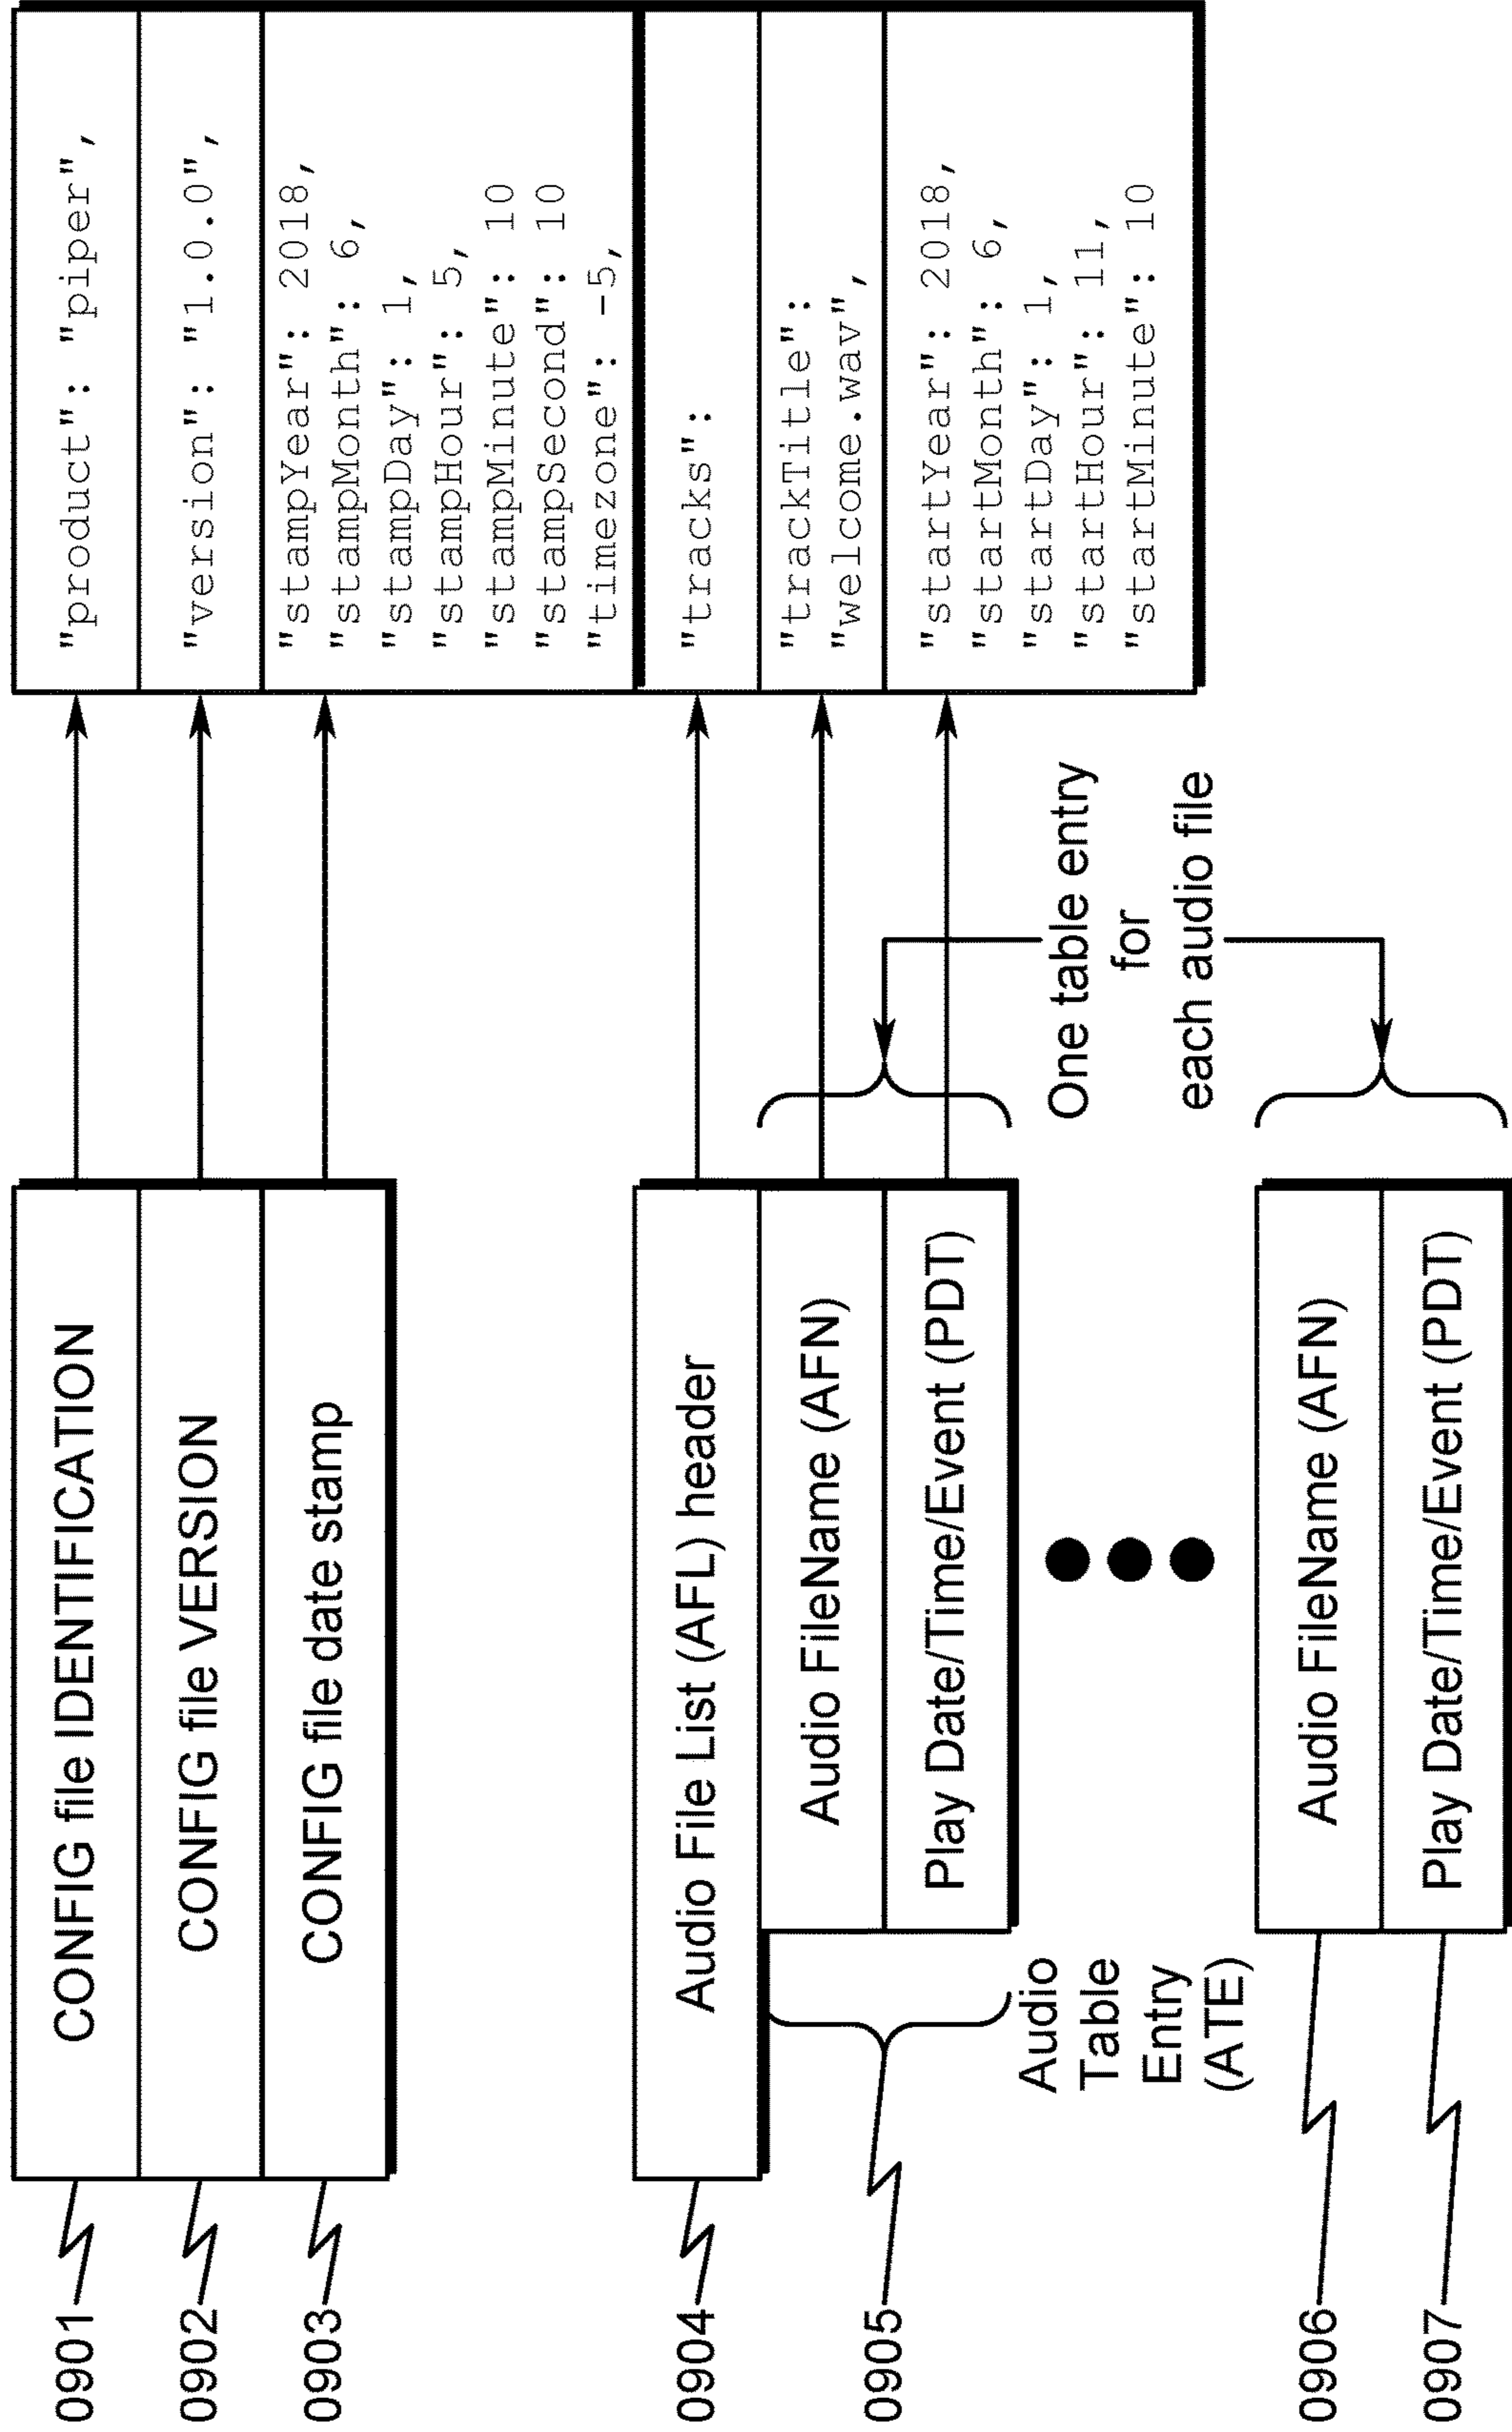 0901
CONFIG file IDENTIFICATION
"product": "piper",
0902
CONFIG file VERSION
"version": "1.0.0",
0903
CONFIG file date stamp
"stampYear": 2018,
"stampMonth": 6,
"stampDay": 1,
"stampHour": 5,
"stampMinute": 10
"stampSecond": 10
"timezone": -5,
0904
Audio File List (AFL) header
"tracks":
0905
Audio FileName (AFN)
"trackTitle":
"welcome.wav",
Play Date/Time/Event (PDT)
"startYear": 2018,
"startMonth": 6,
"startDay": 1,
"startHour": 11,
"startMinute": 10
Audio
Table
Entry
(ATE)
One table entry
for
each audio file
0906
Audio FileName (AFN)
0907
Play Date/Time/Event (PDT)